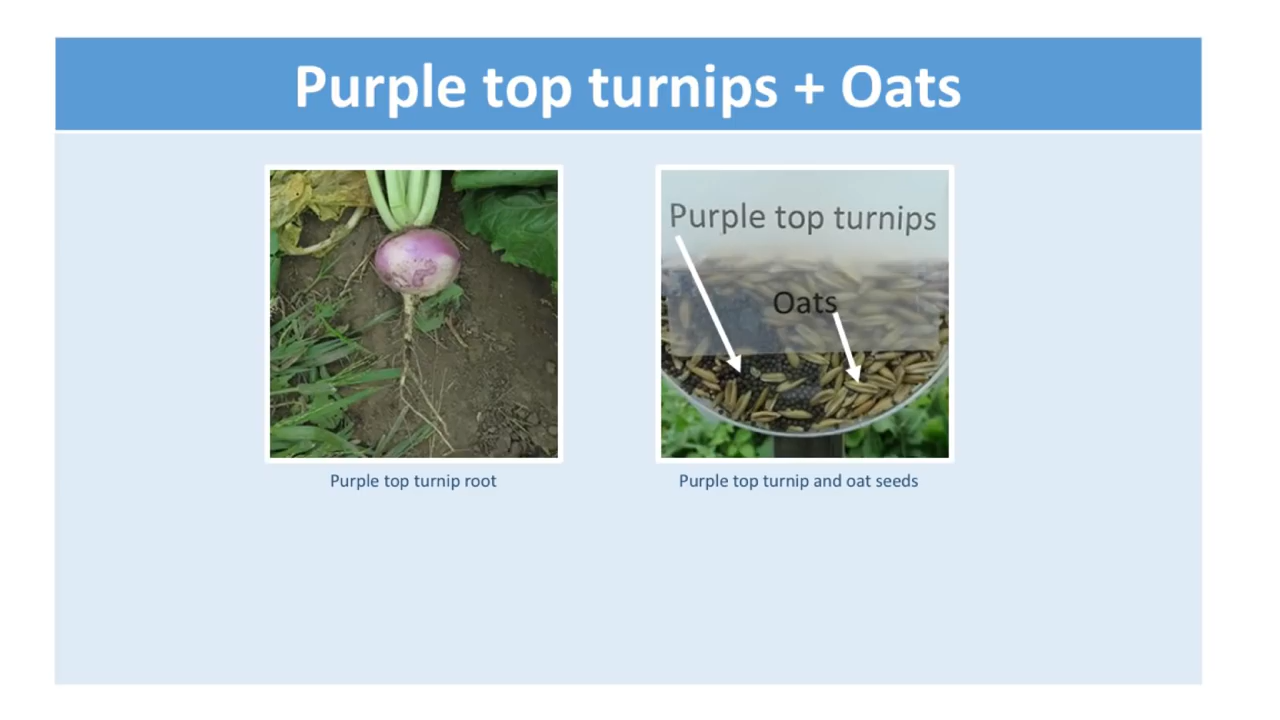 Purple top turnips + Oats
Purple top turnips
Oats
Purple top turnip root
Purple top turnip and oat seeds